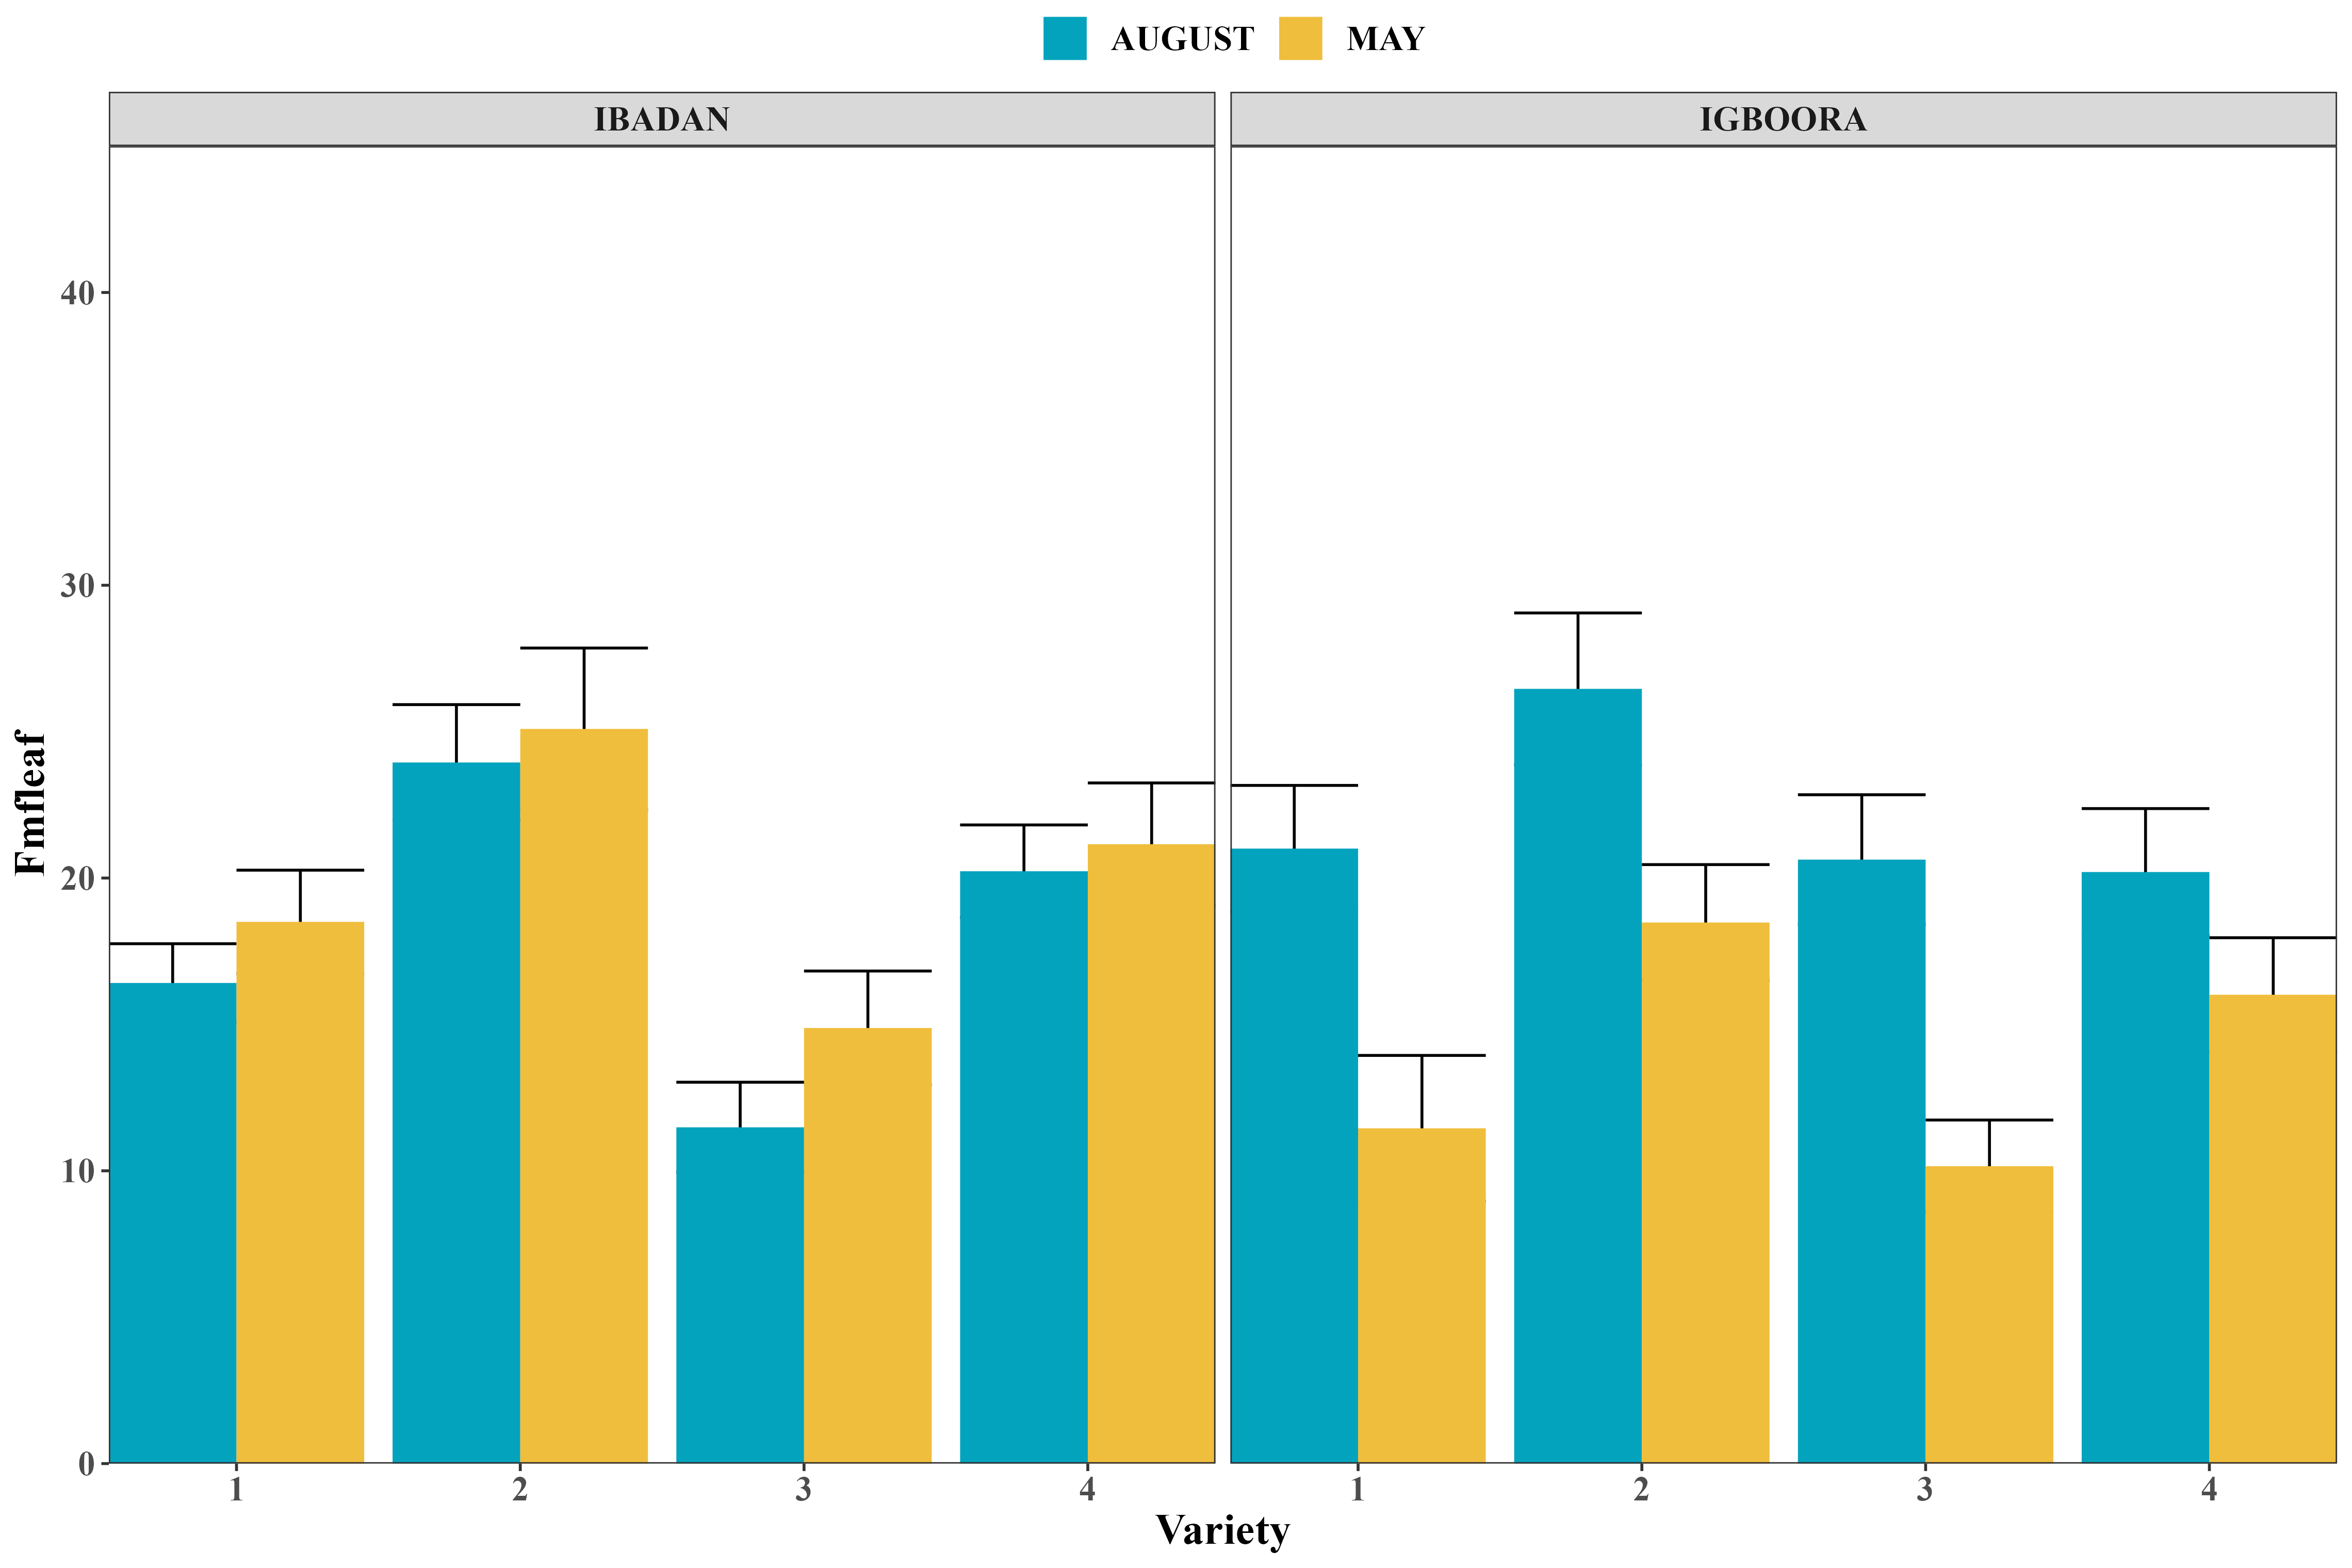 AUGUST MAY
IBADAN IGBOORA
Fmfleaf
40
30
20
10
0
1 2 3 4 1 2 3 4
Variety